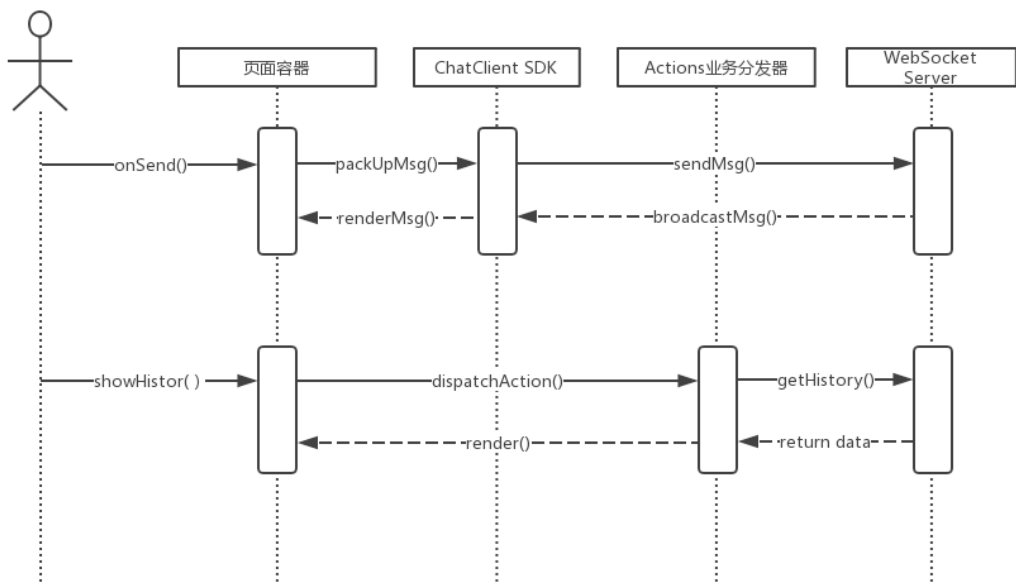 页面容器
ChatClient SDK
Actions业务分发器
WebSocket
Server
onSend()
packUpMsg()
sendMsg()
renderMsg()
broadcastMsg()
showHistor( )
dispatchAction()
getHistory()
render()
return data